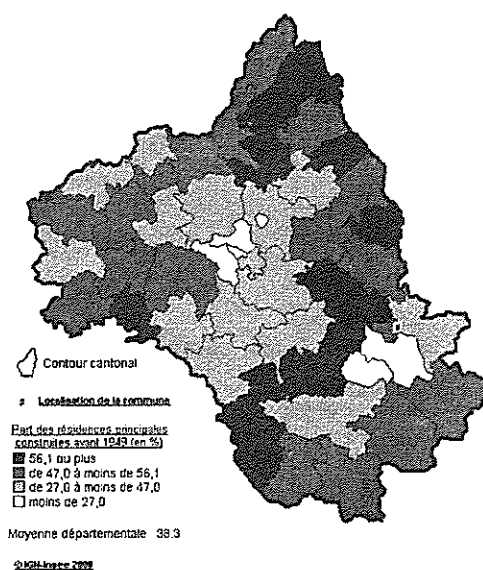 Contour cantonal
Localisation de la commune
Part des résidences principales
construites avant 1949 (en %)
56,1 ou plus
de 47,0 à moins de 56,1
de 27,0 à moins de 47,0
moins de 27,0
Moyenne départementale 38.3
©IGN-Insee 2008